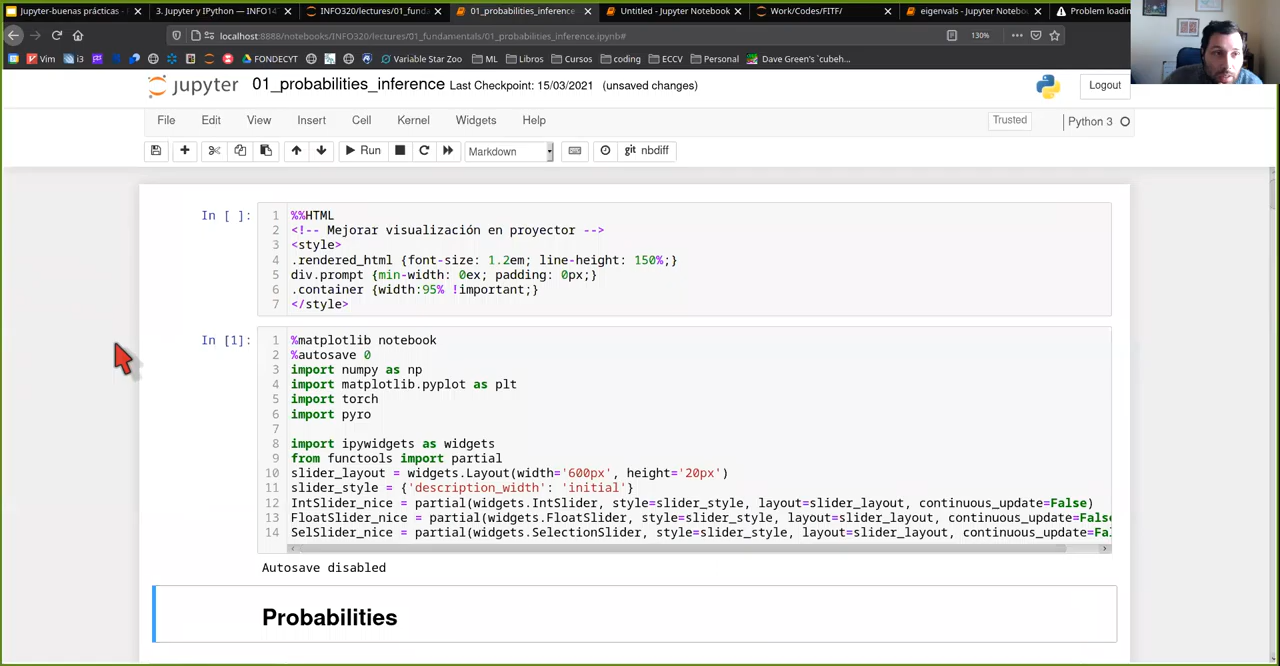 Jupyter-buenas prácticas -
3. Jupyter y IPython — INFO14
INFO320/lectures/01_funda
01_probabilities_inference
Untitled - Jupyter Notebook
Work/Codes/FITF/
eigenvals - Jupyter Notebo
Problem loading
localhost:8888/notebooks/INFO320/lectures/01_fundamentals/01_probabilities_inference.ipynb#
130%
Vim
i3
FONDECYT
Variable Star Zoo
ML
Libros
Cursos
coding
ECCV
Personal
Dave Green's `cubeh…
jupyter 01_probabilities_inference Last Checkpoint: 15/03/2021 (unsaved changes)
Logout
File Edit View Insert Cell Kernel Widgets Help
Trusted
Python 3
Run
Markdown
git nbdiff
In [ ]:
1 %%HTML
2 <!-- Mejorar visualización en proyector -->
3 <style>
4 .rendered_html {font-size: 1.2em; line-height: 150%;}
5 div.prompt {min-width: 0ex; padding: 0px;}
6 .container {width:95% !important;}
7 </style>
In [1]:
1 %matplotlib notebook
2 %autosave 0
3 import numpy as np
4 import matplotlib.pyplot as plt
5 import torch
6 import pyro
7
8 import ipywidgets as widgets
9 from functools import partial
10 slider_layout = widgets.Layout(width='600px', height='20px')
11 slider_style = {'description_width': 'initial'}
12 IntSlider_nice = partial(widgets.IntSlider, style=slider_style, layout=slider_layout, continuous_update=False)
13 FloatSlider_nice = partial(widgets.FloatSlider, style=slider_style, layout=slider_layout, continuous_update=False
14 SelSlider_nice = partial(widgets.SelectionSlider, style=slider_style, layout=slider_layout, continuous_update=Fal
Autosave disabled
Probabilities